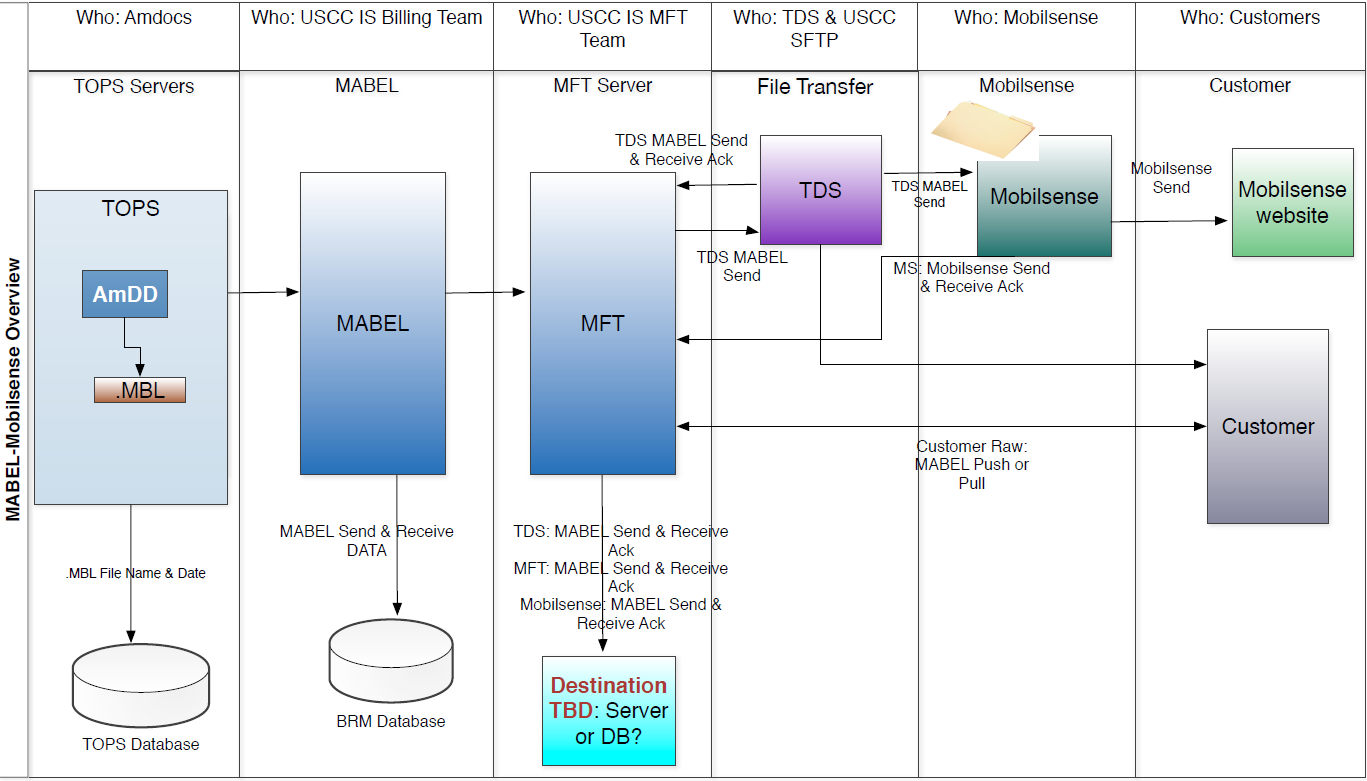 MABEL-Mobilsense Overview
Who: Amdocs
Who: USCC IS Billing Team
Who: USCC IS MFT
Team
Who: TDS & USCC
SFTP
Who: Mobilsense
Who: Customers
TOPS Servers
MABEL
MFT Server
File Transfer
Mobilsense
Customer
TOPS
AmDD
.MBL
MABEL
MFT
TDS MABEL Send
& Receive Ack
TDS
TDS MABEL
Send
TDS MABEL
Send
Mobilsense
Mobilsense
Send
Mobilsense
website
MS: Mobilsense Send
& Receive Ack
Customer
Customer Raw:
MABEL Push or
Pull
.MBL File Name & Date
TOPS Database
MABEL Send & Receive
DATA
BRM Database
TDS: MABEL Send & Receive
Ack
MFT: MABEL Send & Receive
Ack
Mobilsense: MABEL Send &
Receive Ack
Destination
TBD: Server
or DB?